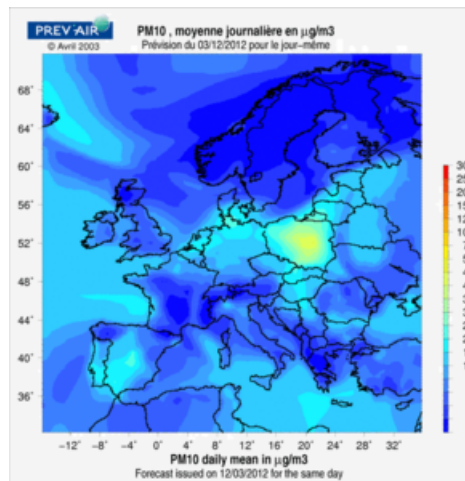 PREV'AIR
© Avril 2003
PM10 , moyenne journalière en µg/m3
Prévision du 03/12/2012 pour le jour-même
68°
64°
60°
56°
52°
48°
44°
40°
36°
-12° -8° -4° 0° 4° 8° 12° 16° 20° 24° 28° 32°
PM10 daily mean in µg/m3
Forecast issued on 12/03/2012 for the same day